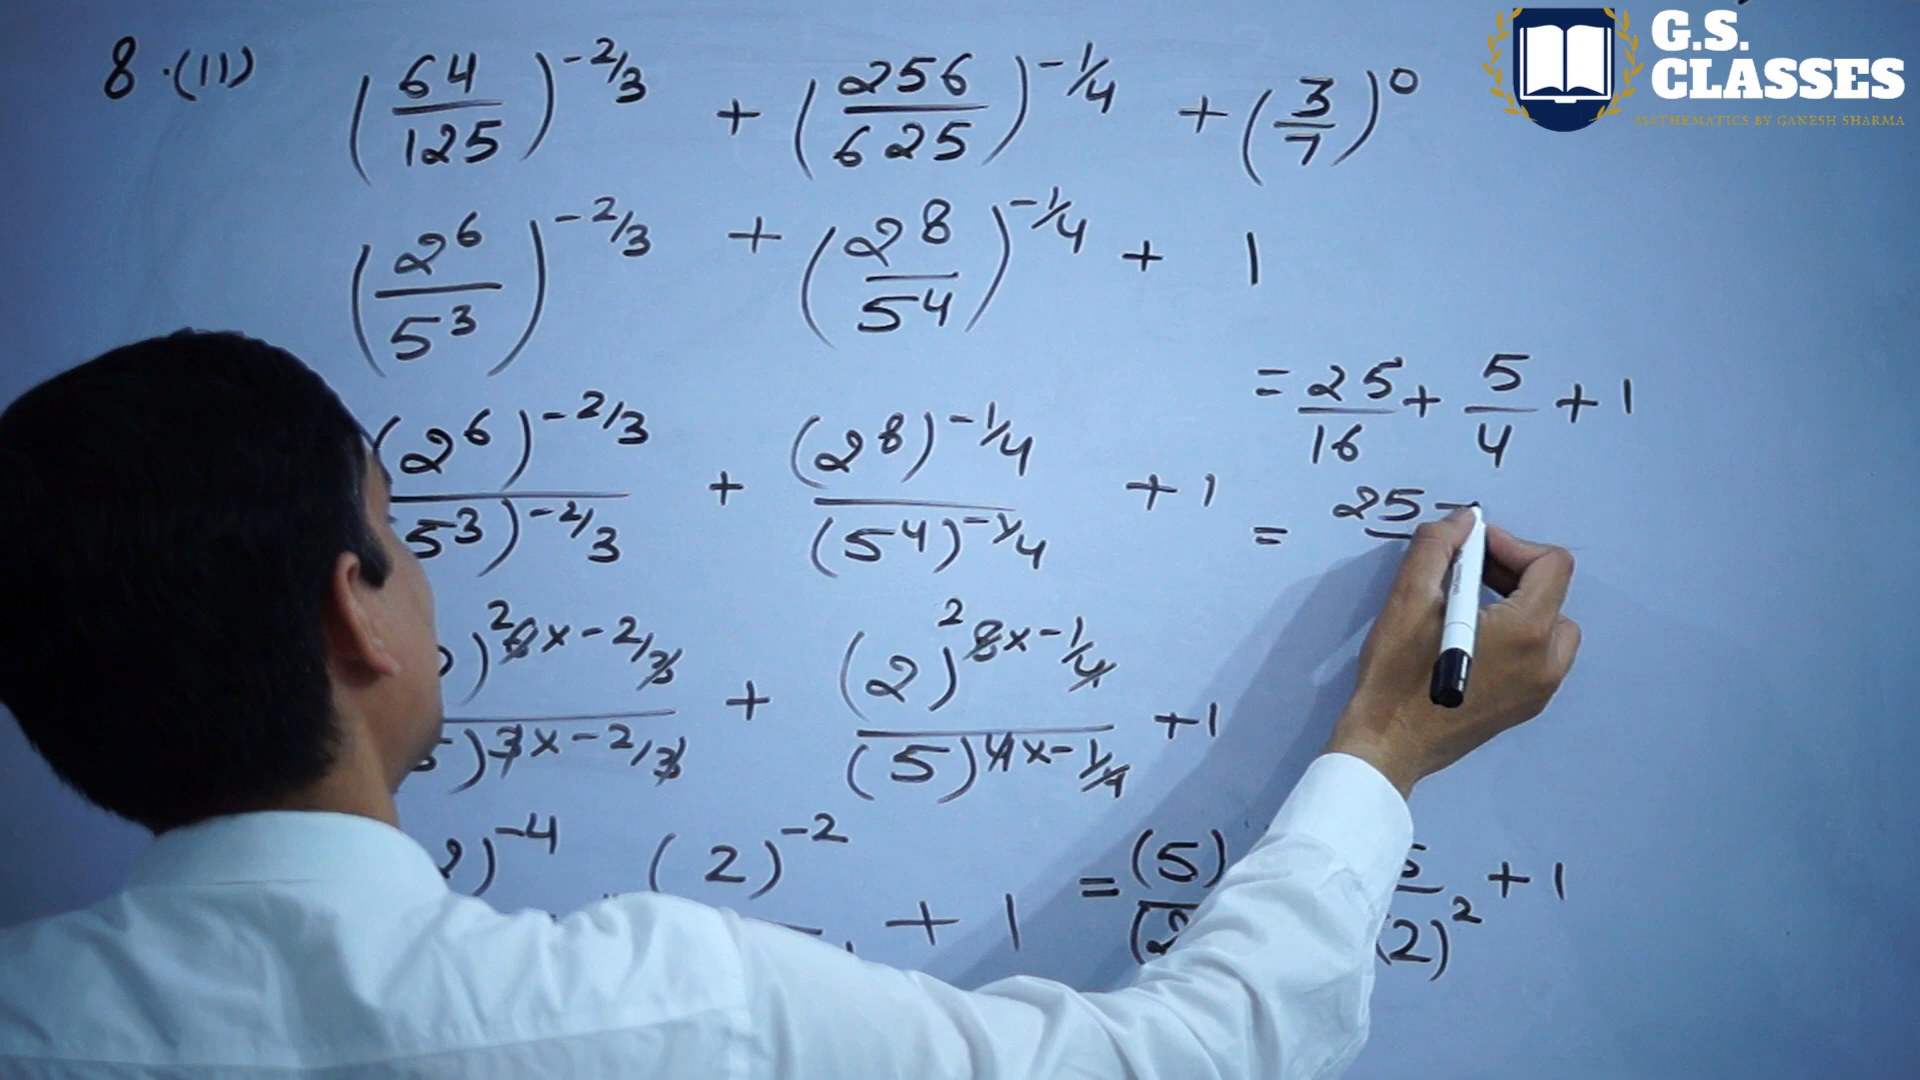 G.S.
CLASSES
MATHEMATICS BY GANESH SHARMA
8.(11) (64/125)^-2/3 + (256/625)^-1/4 + (3/7)^0
(2^6/5^3)^-2/3 + (2^8/5^4)^-1/4 + 1
(2^6)^-2/3 / 5^3)^-2/3 + (2^8)^-1/4 / (5^4)^-1/4 + 1
)^2 6x-2/3 / )^3x-2/3 + (2)^2 8x-1/4 / (5)^4x-1/4 + 1
)^-4 (2)^-2 + 1 = (5) / (2 5 / (2)^2 + 1
= 25/16 + 5/4 + 1
= 25